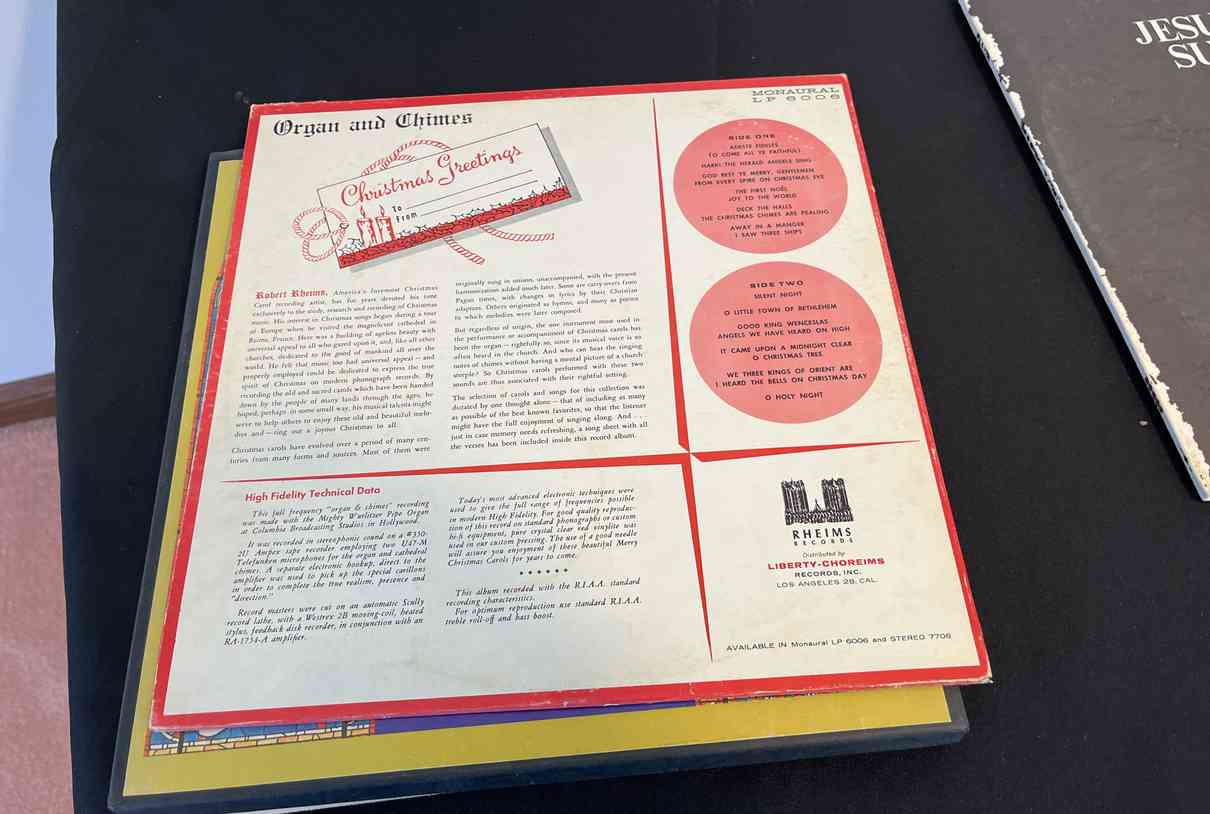 Organ and Chimes
Christmas Greetings
To
From
Robert Rheims, America's foremost Christmas
Carol recording artist, has for years devoted his time
exclusively to the study, research and recording of Christmas
music. His interest in Christmas songs began during a tour
of Europe when he visited the magnificent cathedral in
Reims, France. Here was a building of ageless beauty with
universal appeal to all who gazed upon it, and, like all other
churches, dedicated to the good of mankind all over the
world. He felt that music too had universal appeal — and
properly employed could be dedicated to express the true
spirit of Christmas on modern phonograph records. By
recording the old and sacred carols which have been handed
down by the people of many lands through the ages, he
hoped, perhaps in some small way, his musical talents might
serve to help others to enjoy these old and beautiful melo-
dies and—ring out a joyous Christmas to all.
Christmas carols have evolved over a period of many cen-
turies from many forms and sources. Most of them were
originally sung in unison, unaccompanied, with the present
harmonization added much later. Some are carry-overs from
Pagan times, with changes in lyrics by their Christian
adapters. Others originated as hymns, and many as poems
to which melodies were later composed.
But regardless of origin, the one instrument most used in
the performance or accompaniment of Christmas carols has
been the organ — rightfully so, since its musical voice is so
often heard in the church. And who can hear the ringing
notes of chimes without having a mental picture of a church
steeple? So Christmas carols performed with these two
sounds are thus associated with their rightful setting.
The selection of carols and songs for this collection was
dictated by one thought alone — that of including as many
as possible of the best known favorites, so that the listener
might have the full enjoyment of singing along. And . . .
just in case memory needs refreshing, a song sheet with all
the verses has been included inside this record album.
High Fidelity Technical Data
This full frequency "organ & chimes" recording
was made with the Mighty Wurlitzer Pipe Organ
at Columbia Broadcasting Studios in Hollywood.
It was recorded in stereophonic sound on a #350-
2U Ampex tape recorder employing two U47-M
Telefunken microphones for the organ and cathedral
chimes. A separate electronic hookup, direct to the
amplifier was used to pick up the special carillons
in order to complete the true realism, presence and
"direction."
Record masters were cut on an automatic Scully
record lathe, with a Westrex 2B moving-coil, heated
stylus, feedback disk recorder, in conjunction with an
RA-1754-A amplifier.
Today's most advanced electronic techniques were
used to give the full range of frequencies possible
in modern High Fidelity. For good quality reproduc-
tion of this record on standard phonographs or custom
hi-fi equipment, pure crystal clear red vinylite was
used in our custom pressing. The use of a good needle
will assure you enjoyment of these beautiful Merry
Christmas Carols for years to come.
* * * * * *
This album recorded with the R.I.A.A. standard
recording characteristics.
For optimum reproduction use standard R.I.A.A.
treble roll-off and bass boost.
MONAURAL
LP 6006
SIDE ONE
ADESTE FIDELES
(O COME ALL YE FAITHFUL)
HARK! THE HERALD ANGELS SING
GOD REST YE MERRY, GENTLEMEN
FROM EVERY SPIRE ON CHRISTMAS EVE
THE FIRST NOËL
JOY TO THE WORLD
DECK THE HALLS
THE CHRISTMAS CHIMES ARE PEALING
AWAY IN A MANGER
I SAW THREE SHIPS
SIDE TWO
SILENT NIGHT
O LITTLE TOWN OF BETHLEHEM
GOOD KING WENCESLAS
ANGELS WE HAVE HEARD ON HIGH
IT CAME UPON A MIDNIGHT CLEAR
O CHRISTMAS TREE
WE THREE KINGS OF ORIENT ARE
I HEARD THE BELLS ON CHRISTMAS DAY
O HOLY NIGHT
RHEIMS
RECORDS
Distributed by
LIBERTY-CHOREIMS
RECORDS, INC.
LOS ANGELES 28, CAL.
AVAILABLE IN Monaural LP 6006 and STEREO 7706
JESU
SU